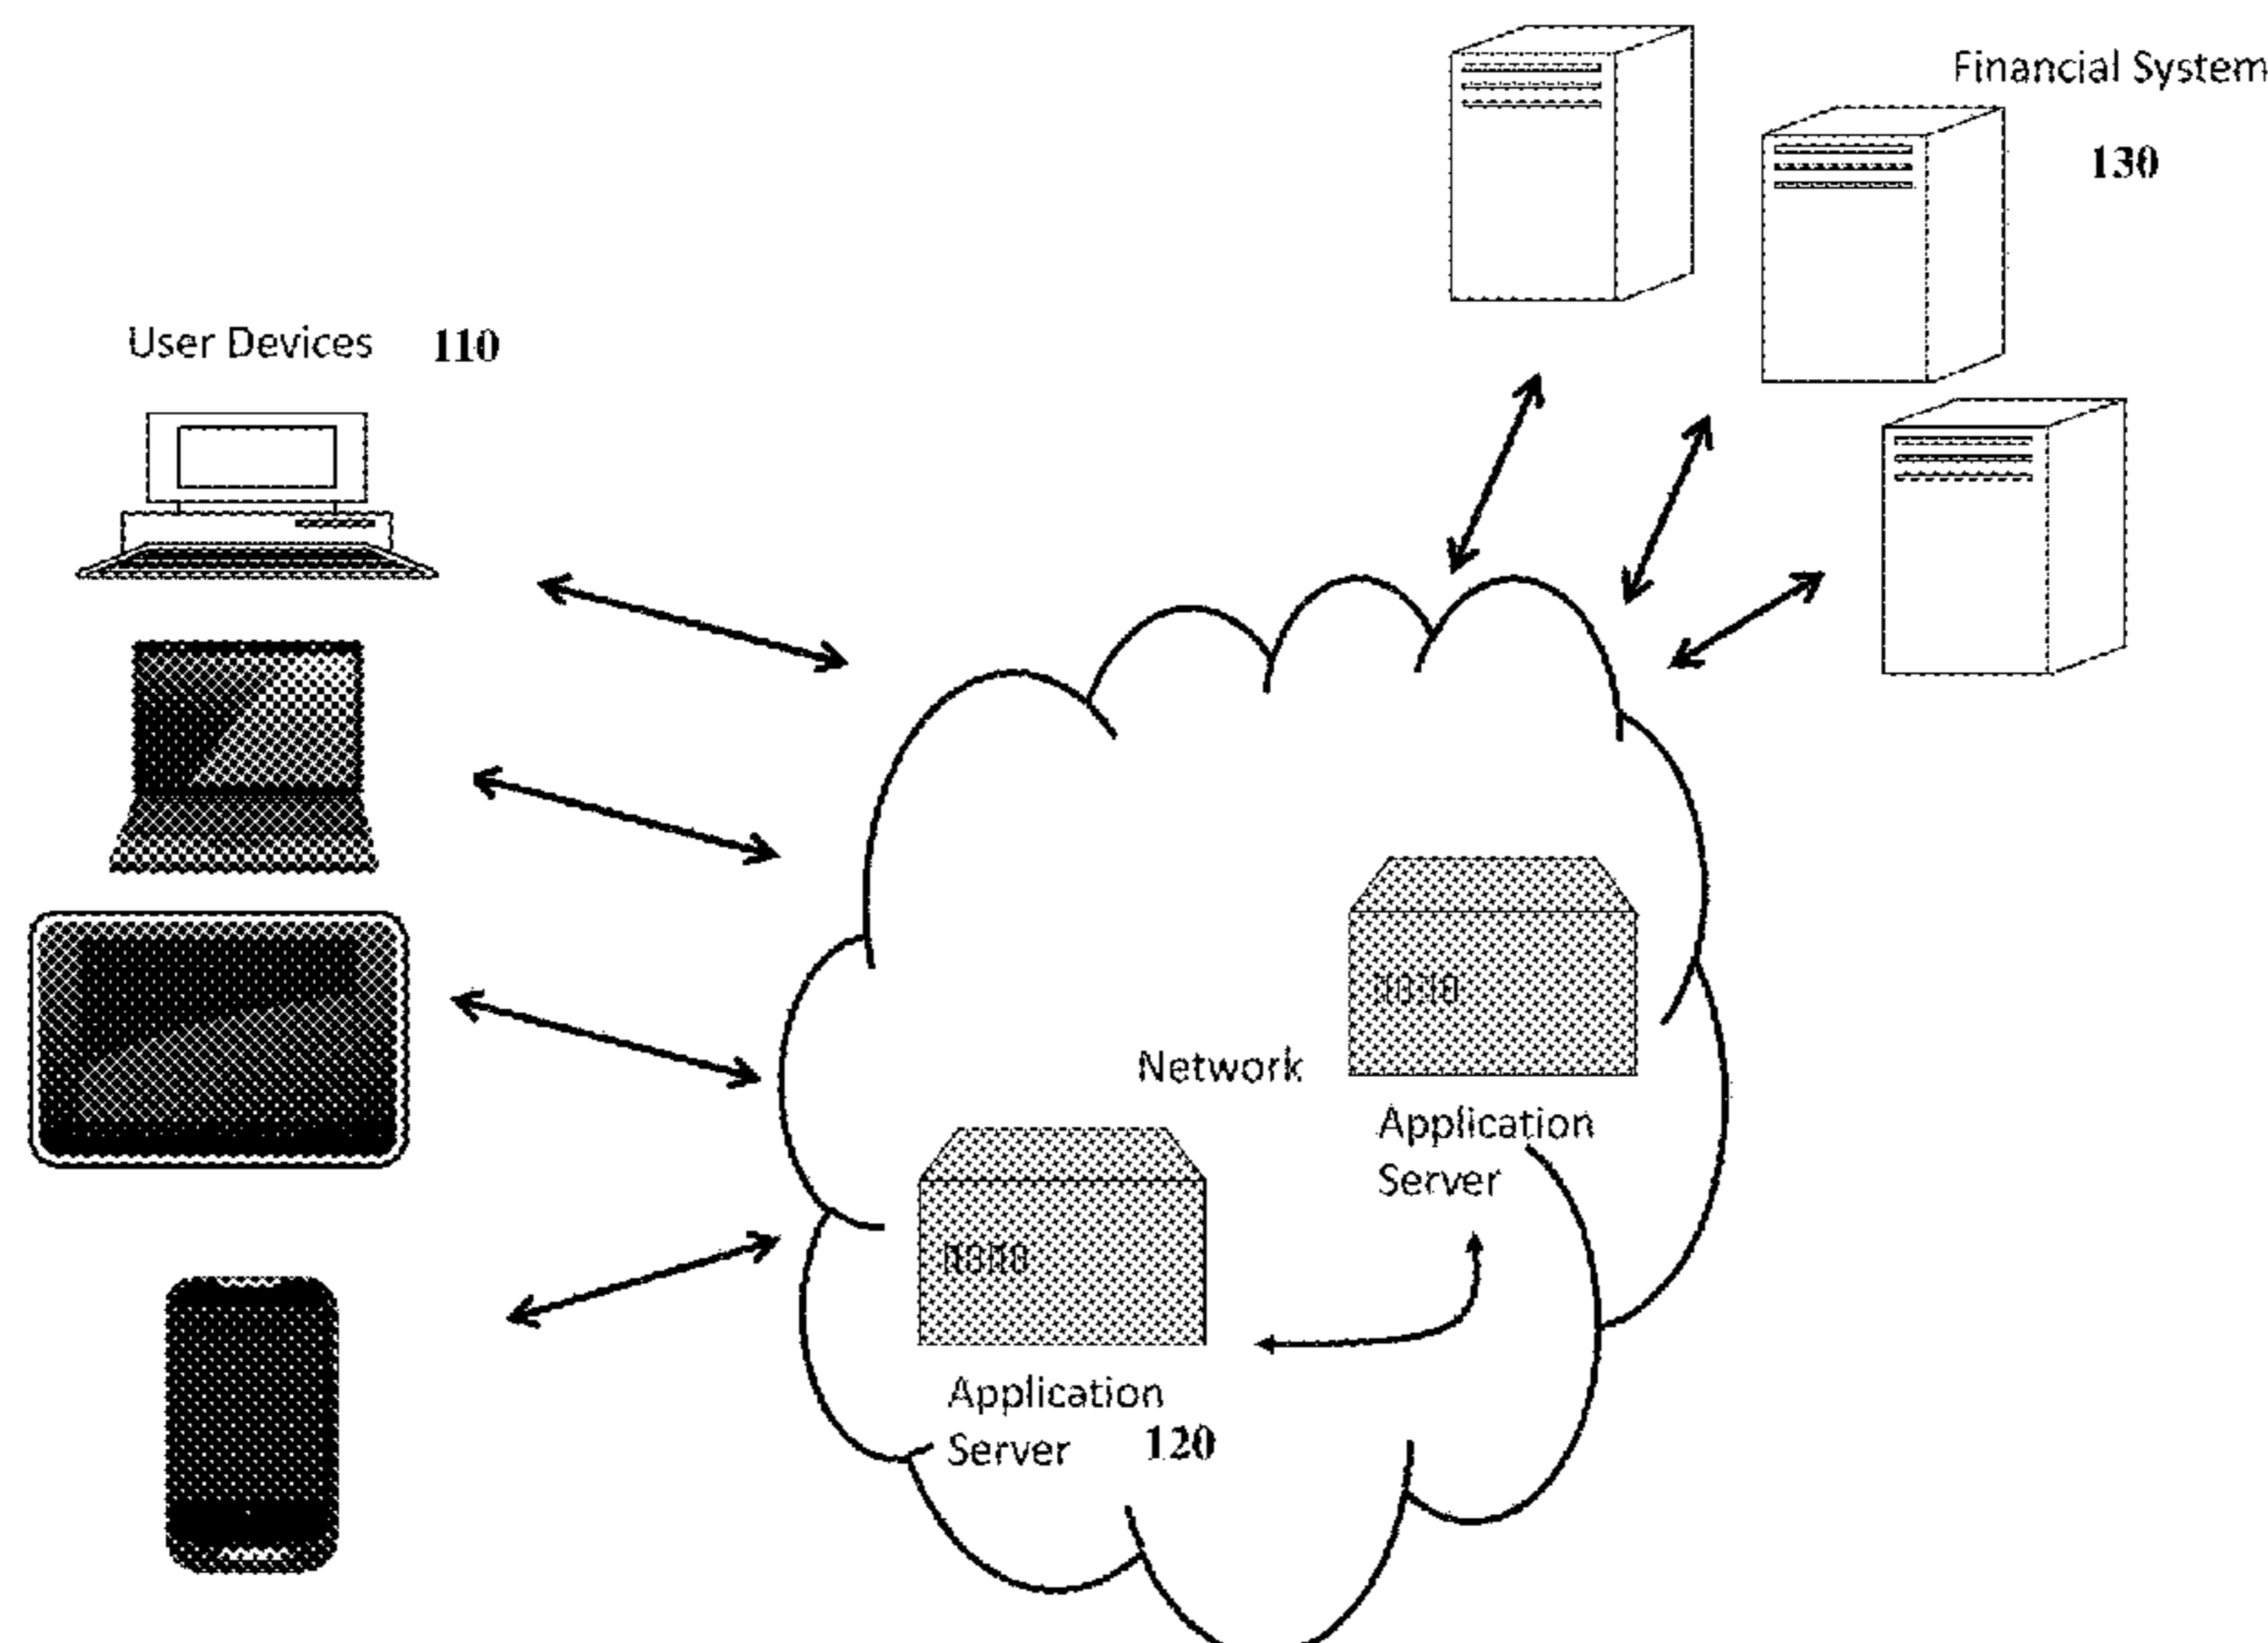 Financial System
130
User Devices 110
Network
Application
Server
Application
Server 120